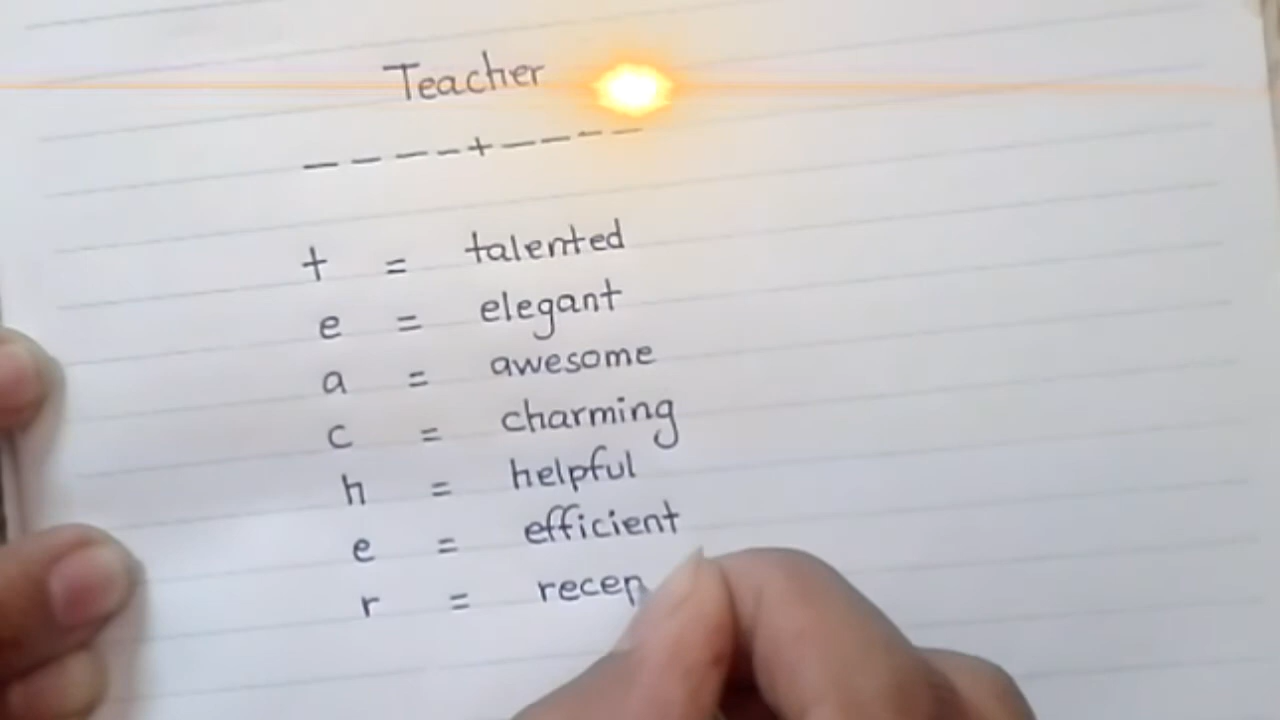 Teacher
----+----
t = talented
e = elegant
a = awesome
c = charming
h = helpful
e = efficient
r = recep